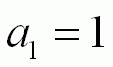 a₁ = 1